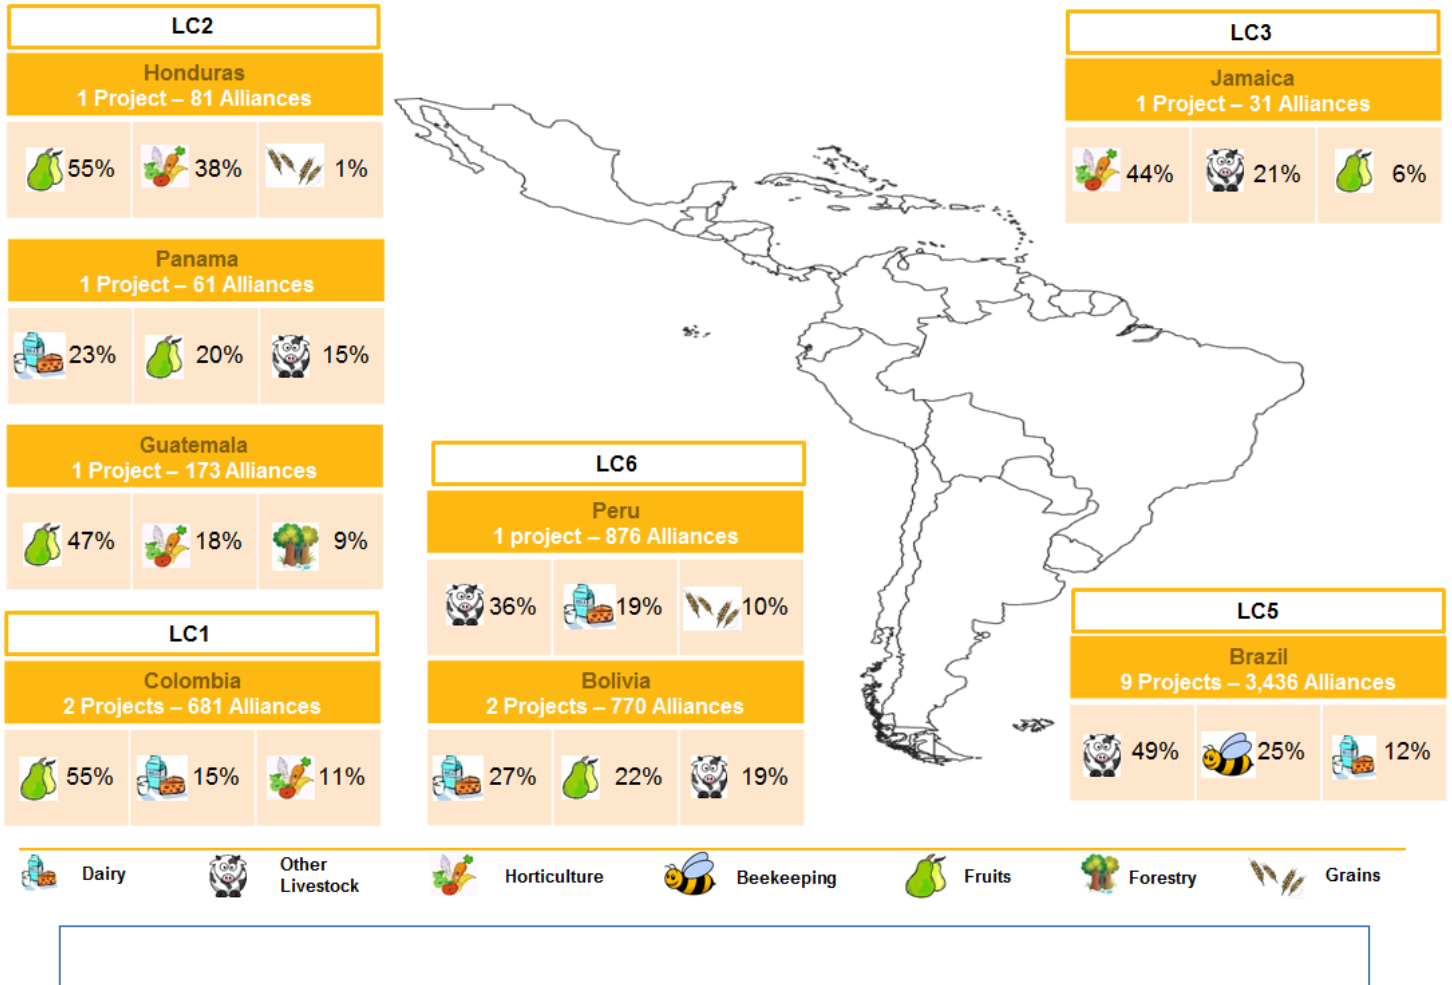 LC2
Honduras
1 Project – 81 Alliances
55% 38% 1%
Panama
1 Project – 61 Alliances
23% 20% 15%
Guatemala
1 Project – 173 Alliances
47% 18% 9%
LC1
Colombia
2 Projects – 681 Alliances
55% 15% 11%
LC6
Peru
1 project – 876 Alliances
36% 19% 10%
Bolivia
2 Projects – 770 Alliances
27% 22% 19%
LC3
Jamaica
1 Project – 31 Alliances
44% 21% 6%
LC5
Brazil
9 Projects – 3,436 Alliances
49% 25% 12%
Dairy
Other
Livestock
Horticulture
Beekeeping
Fruits
Forestry
Grains